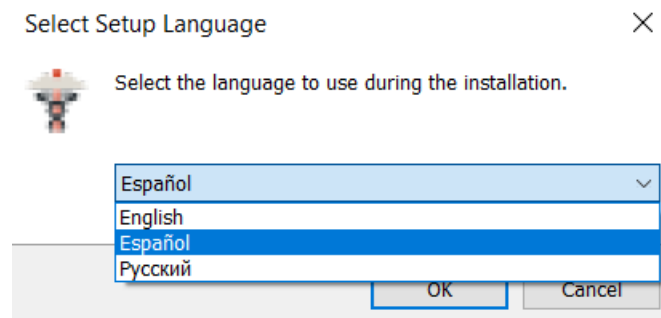 Select Setup Language
Select the language to use during the installation.
Español
English
Español
Русский
OK
Cancel